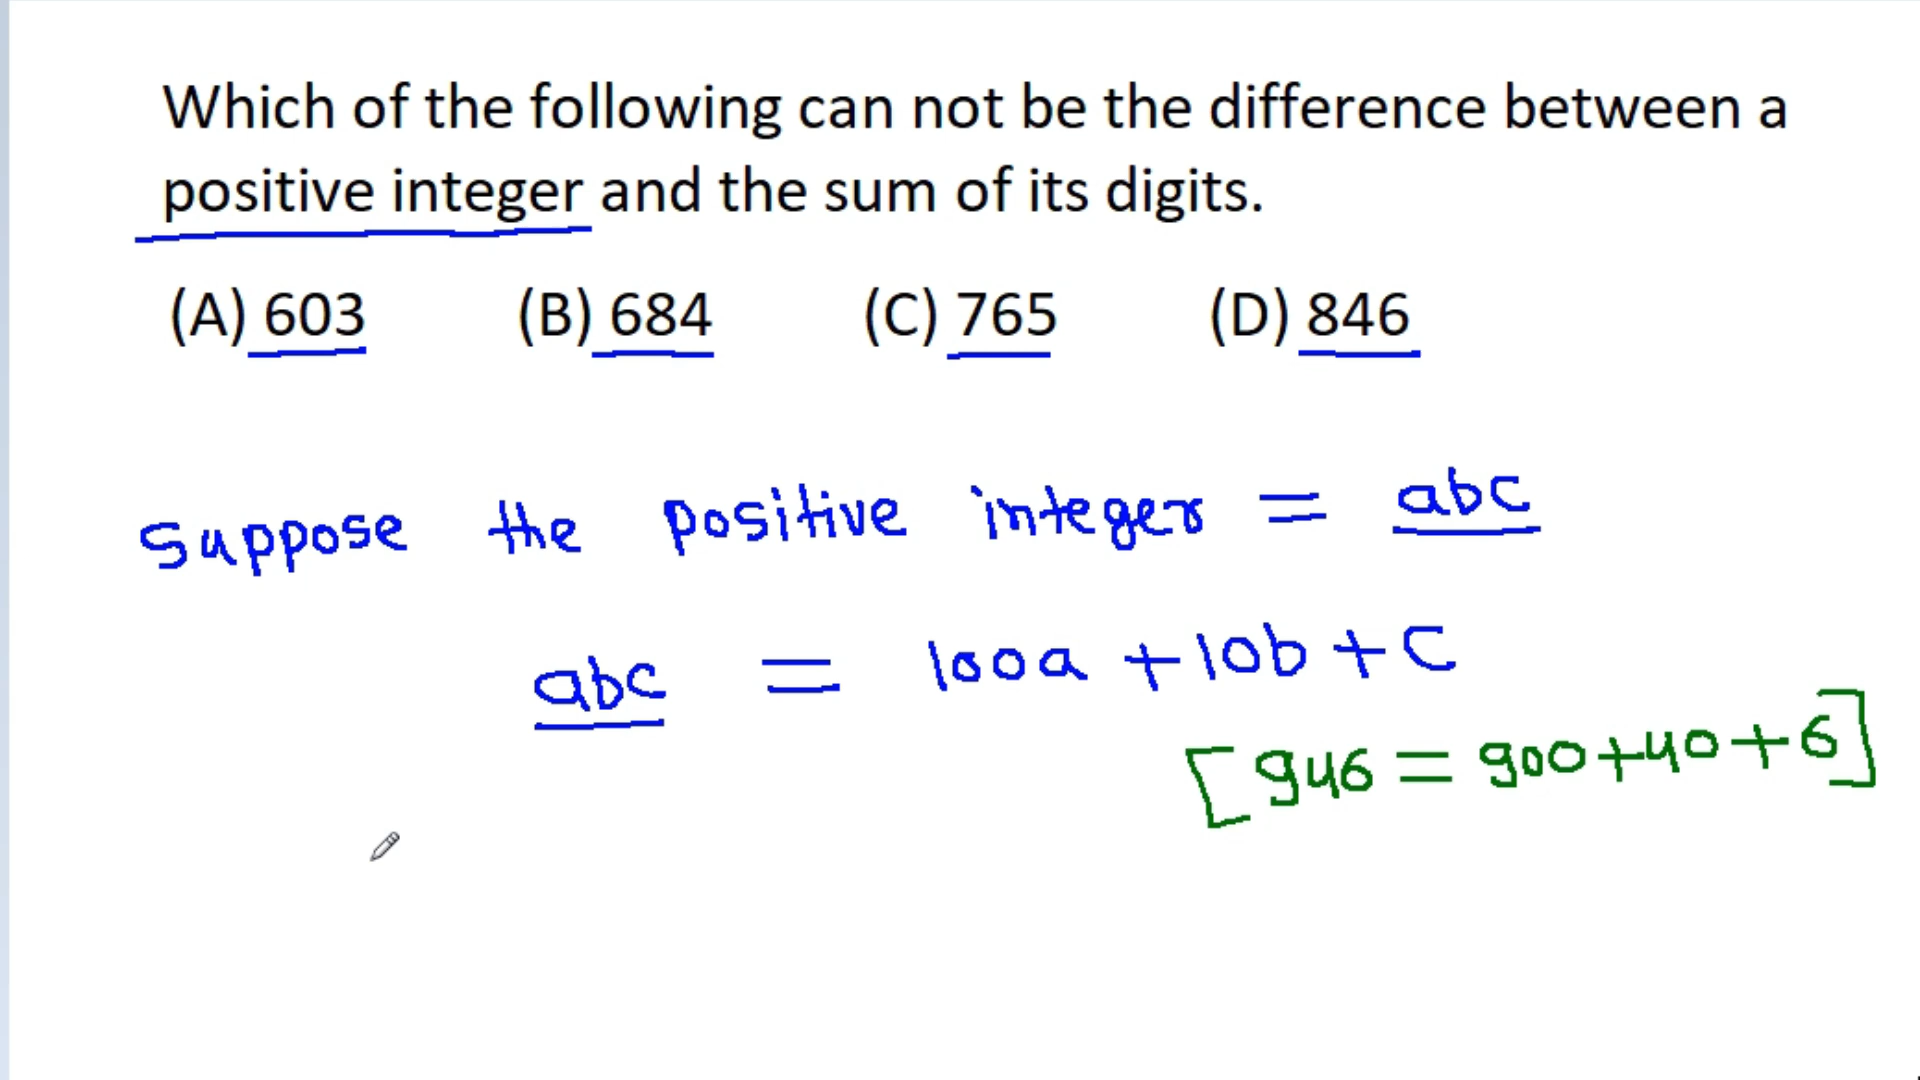 Which of the following can not be the difference between a
positive integer and the sum of its digits.
(A) 603 (B) 684 (C) 765 (D) 846
Suppose the positive integer = abc
abc = 100a + 10b + c
[946 = 900+40+6]